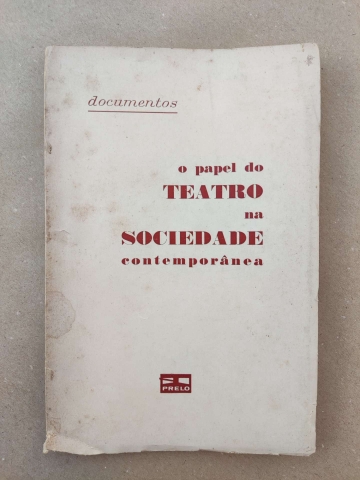 documentos
o papel do
TEATRO
na
SOCIEDADE
contemporânea
PRELO